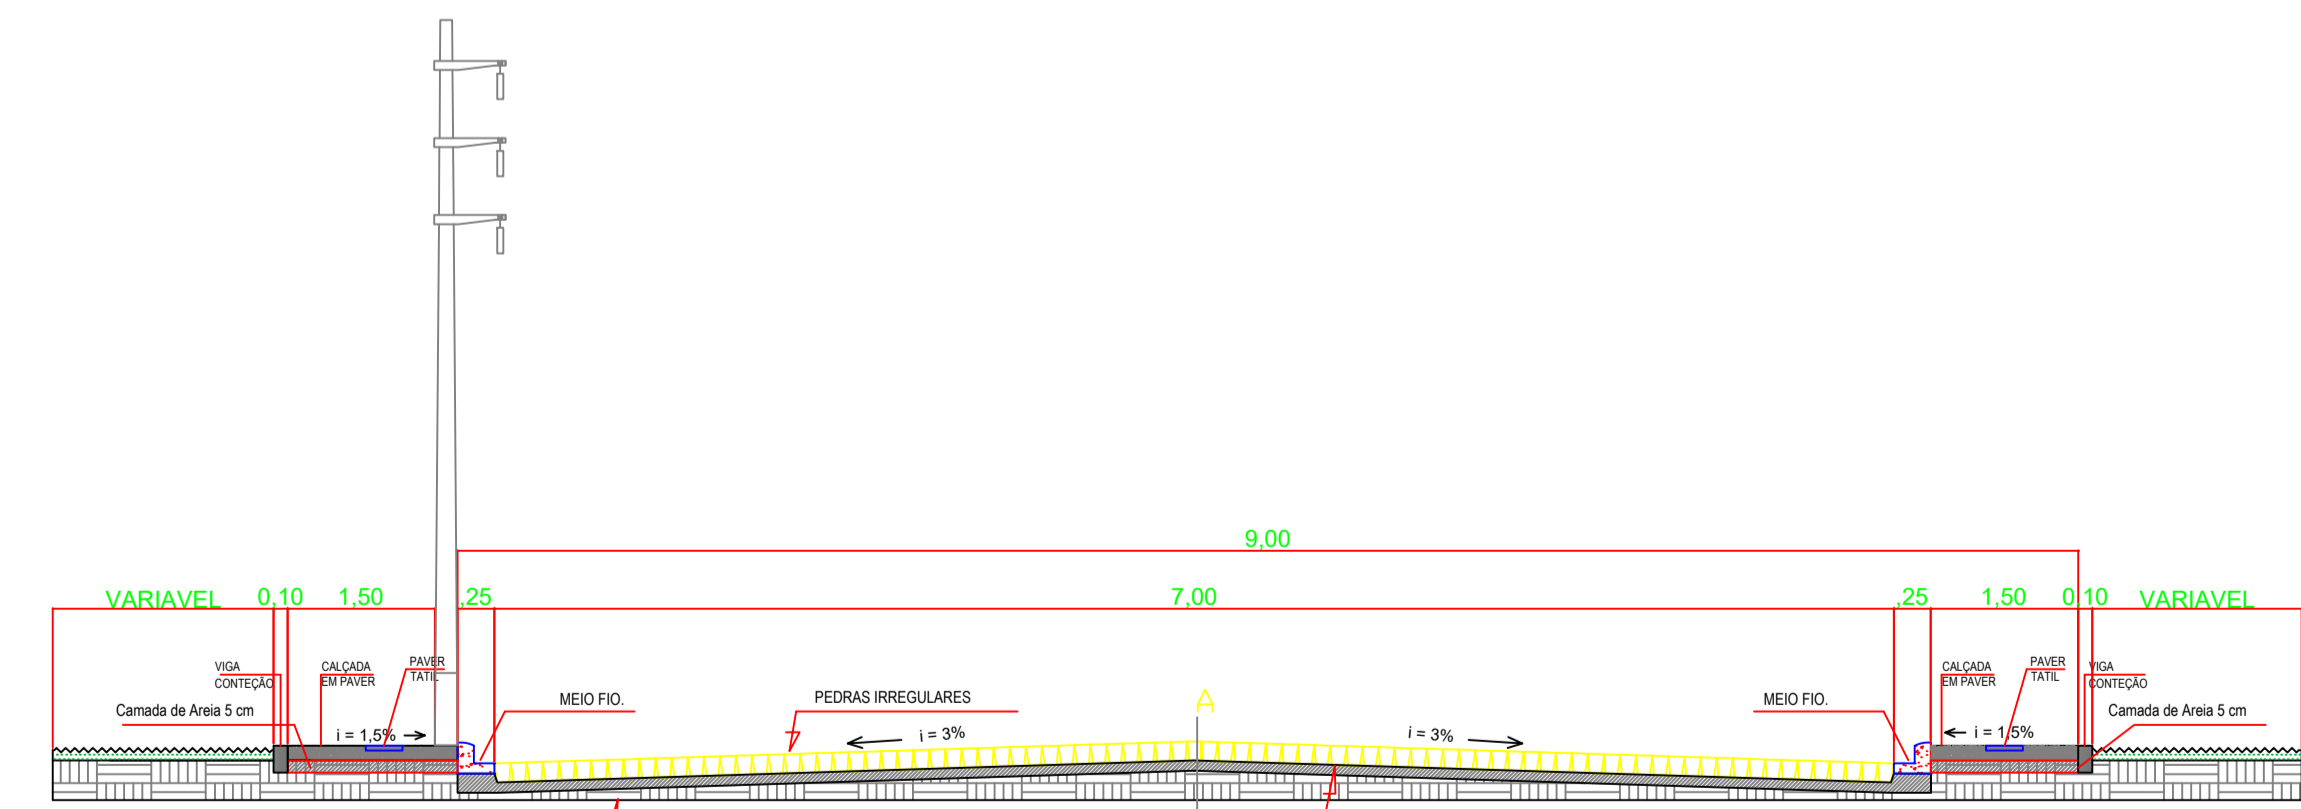 9,00
VARIAVEL 0,10 1,50 ,25 7,00 ,25 1,50 0,10 VARIAVEL
VIGA
CONTEÇÃO
CALÇADA
EM PAVER
PAVER
TATIL
Camada de Areia 5 cm
i = 1,5%
MEIO FIO.
PEDRAS IRREGULARES
i = 3%
A
i = 3%
MEIO FIO.
CALÇADA
EM PAVER
PAVER
TATIL
VIGA
CONTEÇÃO
Camada de Areia 5 cm
i = 1,5%